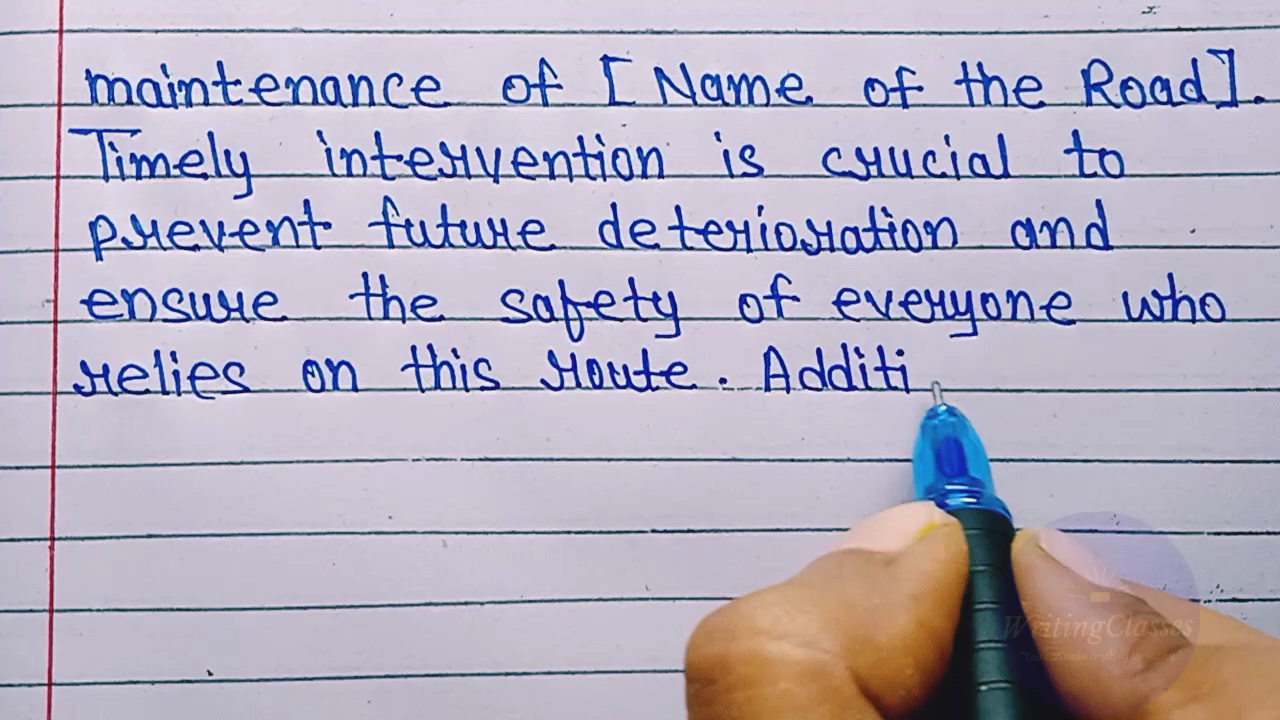 maintenance of [Name of the Road].
Timely intervention is crucial to
prevent future deterioration and
ensure the safety of everyone who
relies on this route. Additi
WritingClasses